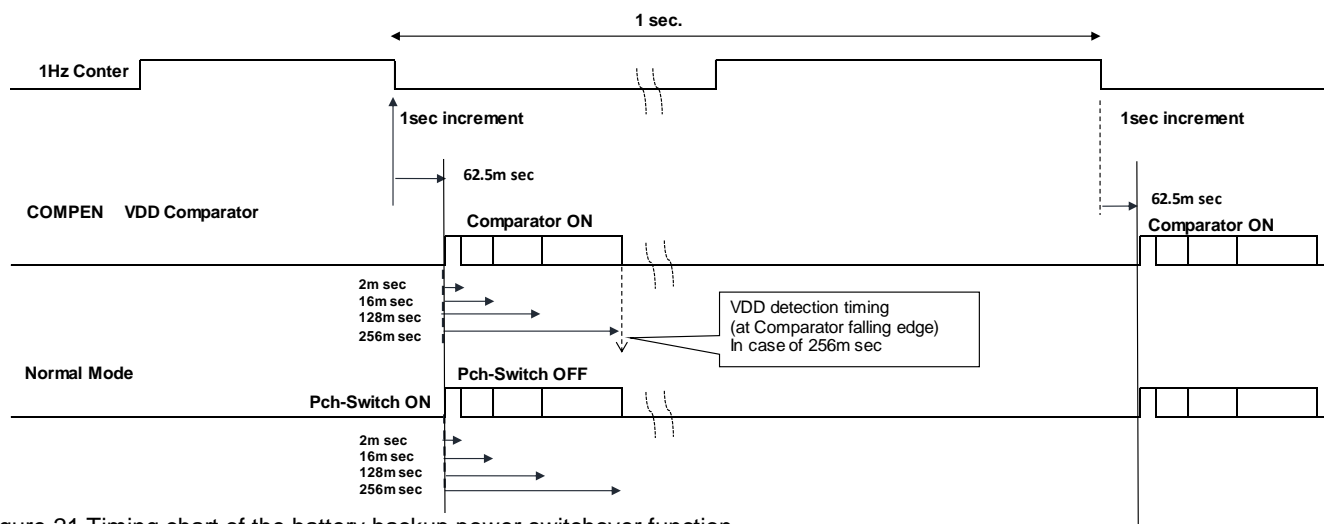 1 sec.
1Hz Conter
1sec increment
1sec increment
62.5m sec
62.5m sec
COMPEN VDD Comparator
Comparator ON
Comparator ON
2m sec
16m sec
128m sec
256m sec
VDD detection timing
(at Comparator falling edge)
In case of 256m sec
Normal Mode
Pch-Switch OFF
Pch-Switch ON
2m sec
16m sec
128m sec
256m sec
gure 21 Timing chart of the battery backup power switchover function